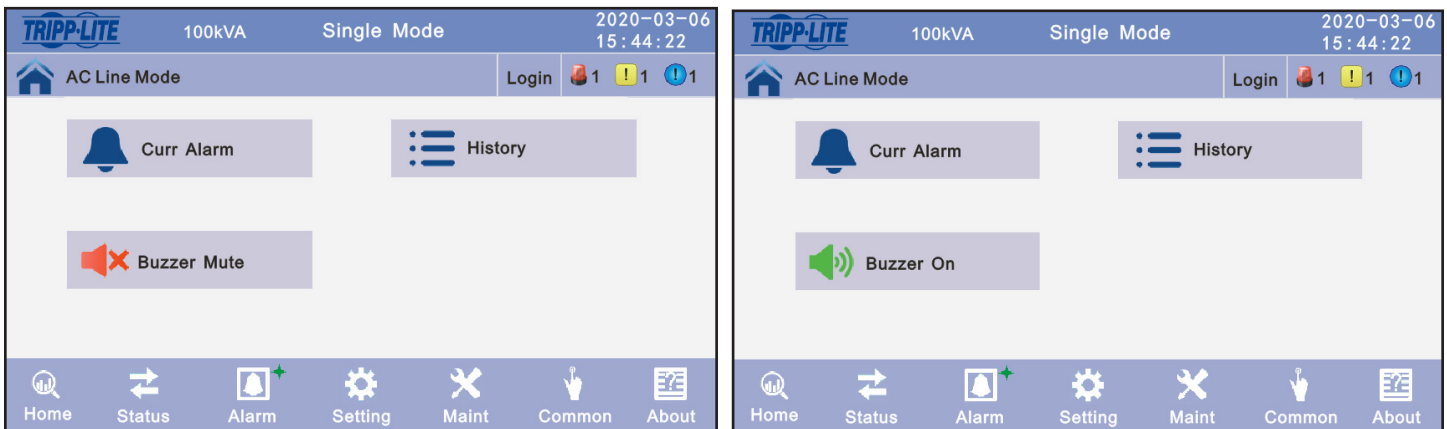 TRIPP·LITE 100kVA Single Mode 2020-03-06
15:44:22
AC Line Mode Login 1 ! 1 ! 1
Curr Alarm History
Buzzer Mute
Home Status Alarm Setting Maint Common About
TRIPP·LITE 100kVA Single Mode 2020-03-06
15:44:22
AC Line Mode Login 1 ! 1 ! 1
Curr Alarm History
Buzzer On
Home Status Alarm Setting Maint Common About